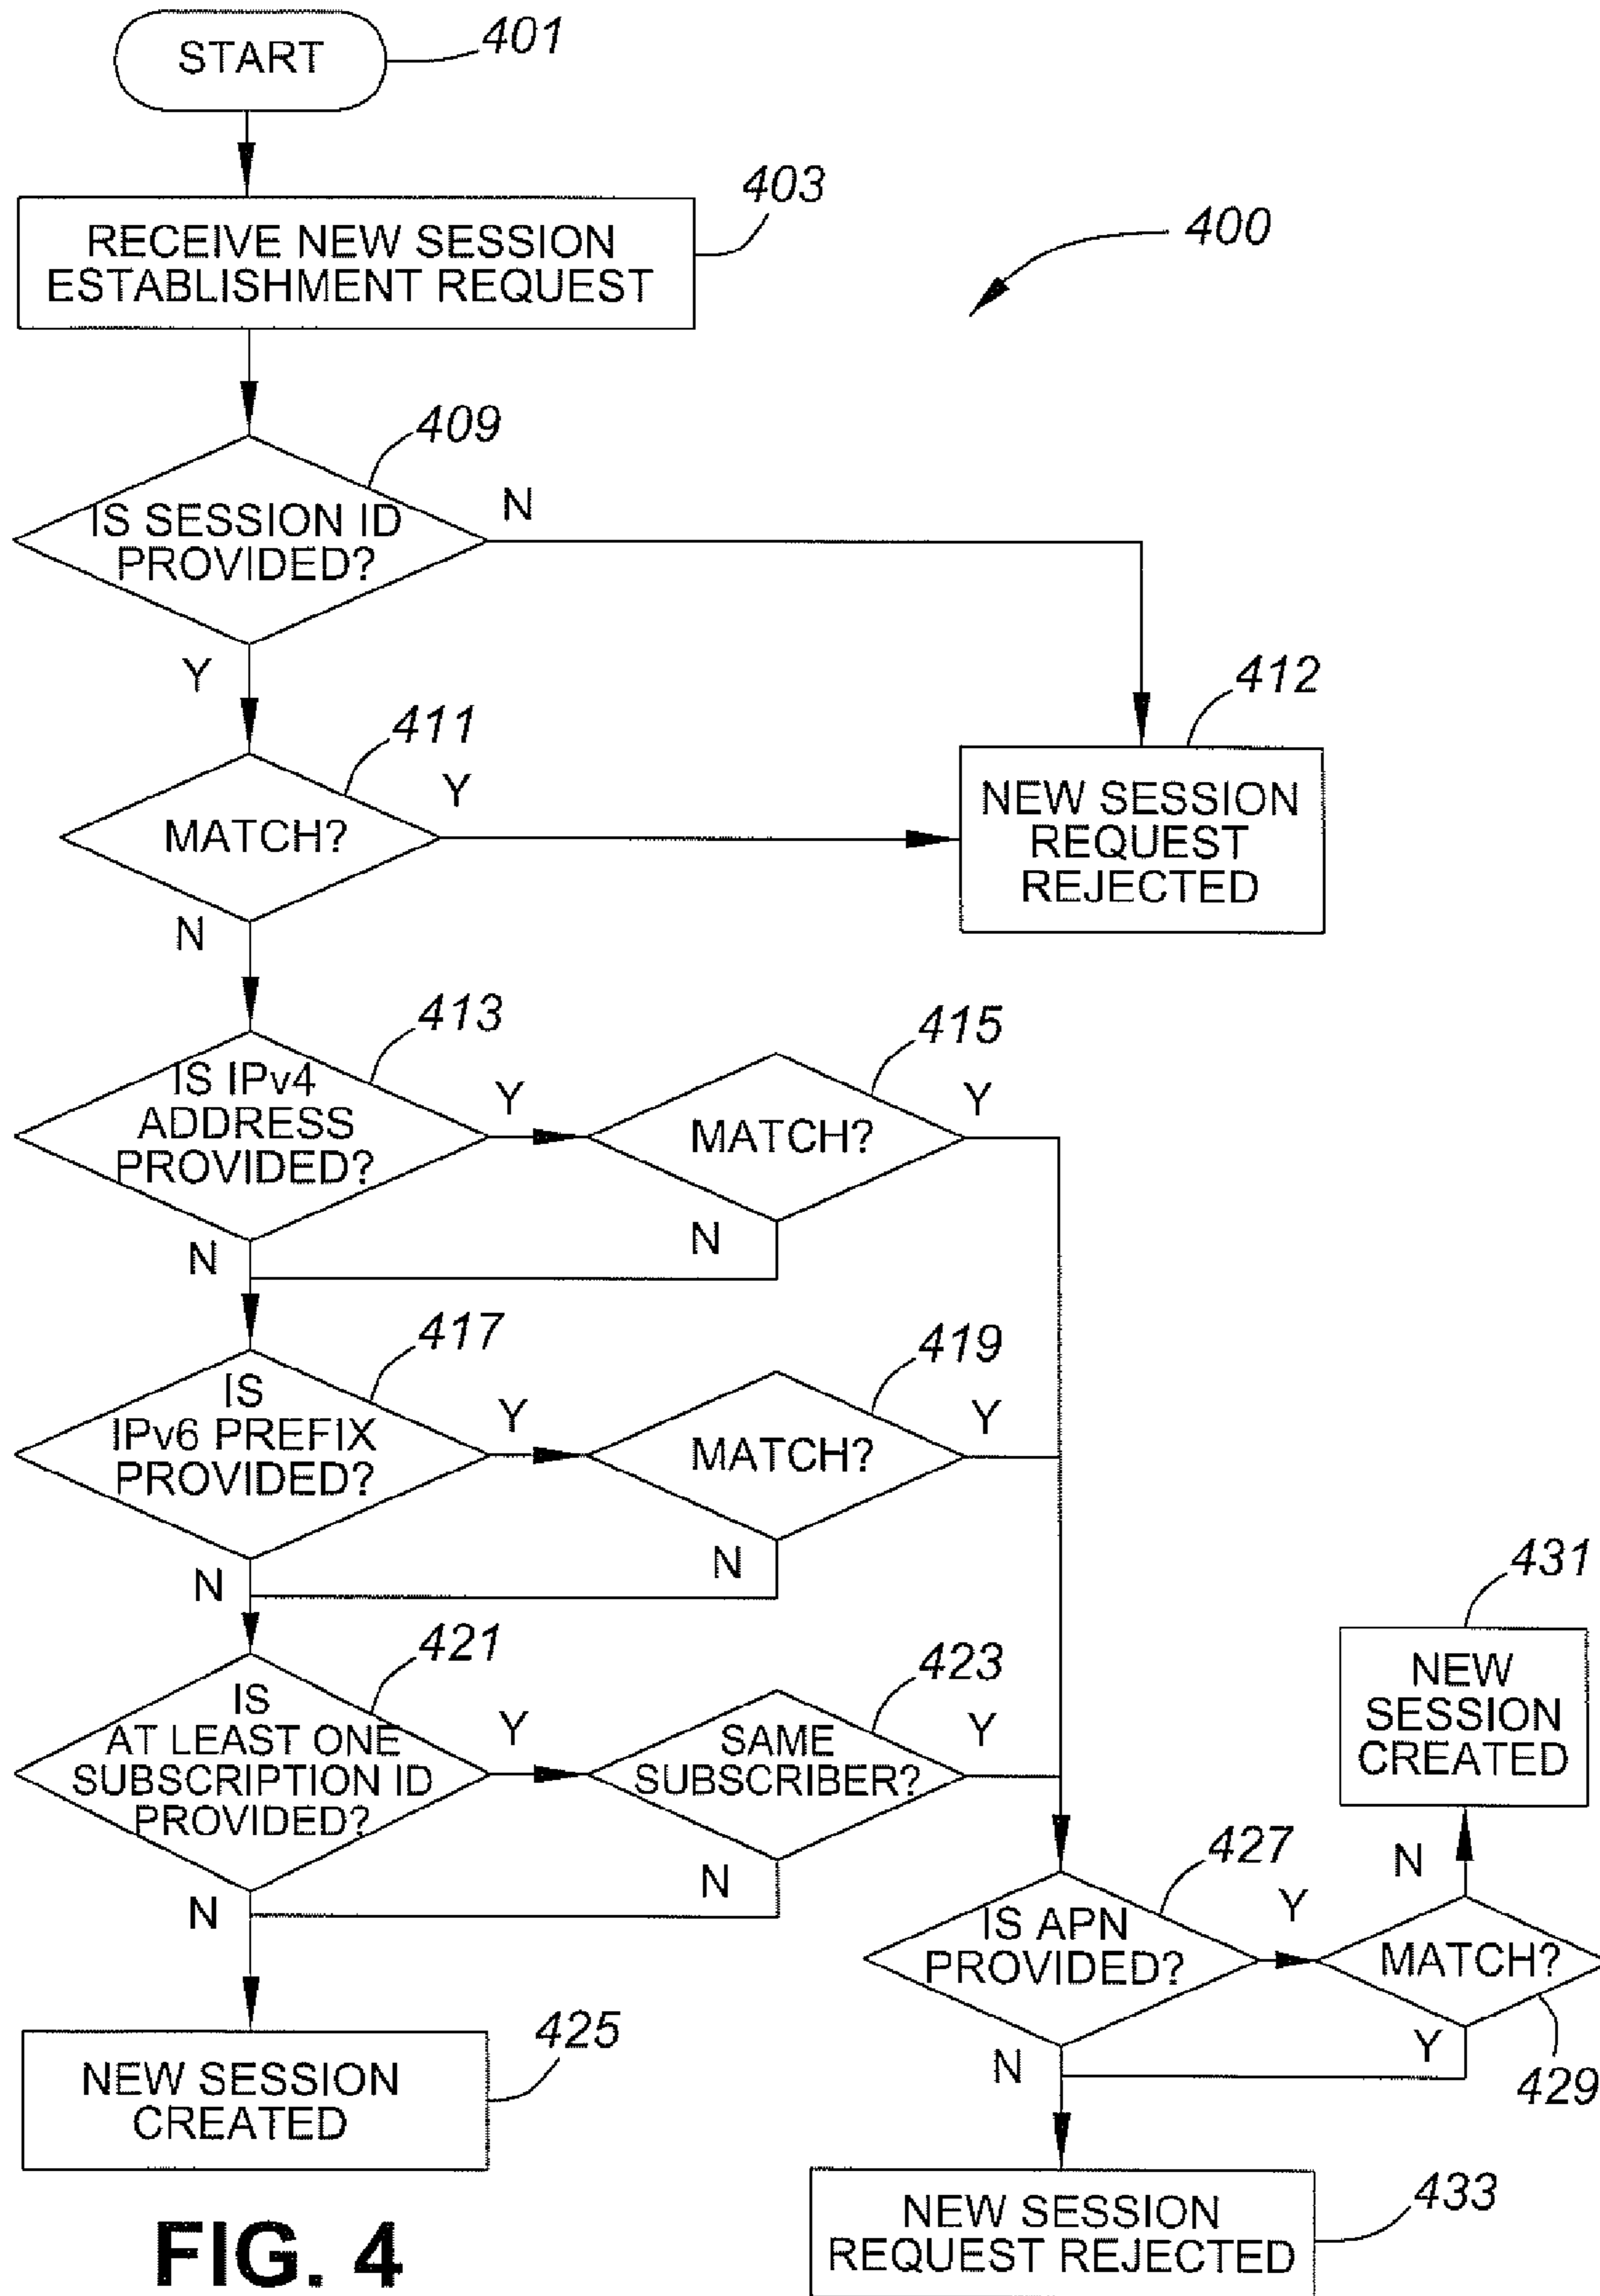 START
401
403
RECEIVE NEW SESSION
ESTABLISHMENT REQUEST
400
409
IS SESSION ID
PROVIDED?
N
Y
411
MATCH?
Y
412
NEW SESSION
REQUEST
REJECTED
N
413
IS IPv4
ADDRESS
PROVIDED?
Y
415
MATCH?
Y
N
N
417
IS
IPv6 PREFIX
PROVIDED?
Y
419
MATCH?
Y
N
N
421
IS
AT LEAST ONE
SUBSCRIPTION ID
PROVIDED?
Y
423
SAME
SUBSCRIBER?
Y
N
N
425
NEW SESSION
CREATED
427
IS APN
PROVIDED?
Y
431
NEW
SESSION
CREATED
N
MATCH?
Y
429
N
433
NEW SESSION
REQUEST REJECTED
FIG. 4